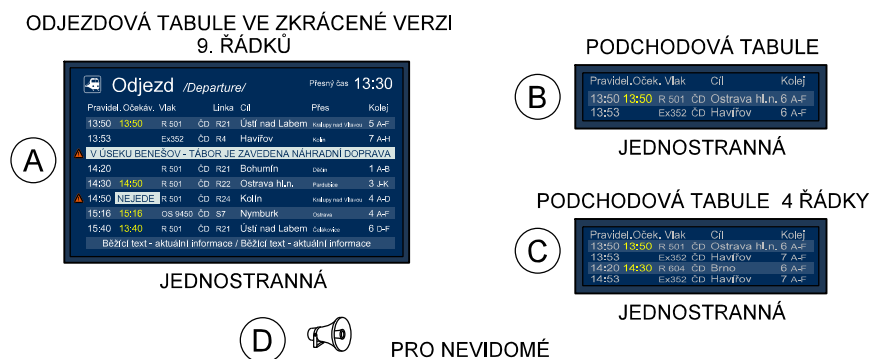 ODJEZDOVÁ TABULE VE ZKRÁCENÉ VERZI
9. ŘÁDKŮ
A
Odjezd /Departure/ Přesný čas 13:30
Pravidel. Očekáv. Vlak Linka Cíl Přes Kolej
13:50 13:50 R 501 ČD R21 Ústí nad Labem Kralupy nad Vltavou 5 A-F
13:53 Ex352 ČD R4 Havířov Kolín 7 A-H
V ÚSEKU BENEŠOV - TÁBOR JE ZAVEDENA NÁHRADNÍ DOPRAVA
14:20 R 501 ČD R21 Bohumín Děčín 1 A-B
14:30 14:50 R 501 ČD R22 Ostrava hl.n. Pardubice 3 J-K
14:50 NEJEDE R 501 ČD R24 Kolín Kralupy nad Vltavou 4 A-D
15:16 15:16 OS 9450 ČD S7 Nymburk Ostrava 4 A-F
15:40 13:40 R 501 ČD R21 Ústí nad Labem Čelákovice 6 D-F
Běžící text - aktuální informace / Běžící text - aktuální informace
JEDNOSTRANNÁ
PODCHODOVÁ TABULE
B
Pravidel. Oček. Vlak Cíl Kolej
13:50 13:50 R 501 ČD Ostrava hl.n. 6 A-F
13:53 Ex352 ČD Havířov 6 A-F
JEDNOSTRANNÁ
PODCHODOVÁ TABULE 4 ŘÁDKY
C
Pravidel. Oček. Vlak Cíl Kolej
13:50 13:50 R 501 ČD Ostrava hl.n. 6 A-F
13:53 Ex352 ČD Havířov 7 A-F
14:20 14:30 R 604 ČD Brno 6 A-F
14:53 Ex352 ČD Havířov 7 A-F
JEDNOSTRANNÁ
D
PRO NEVIDOMÉ